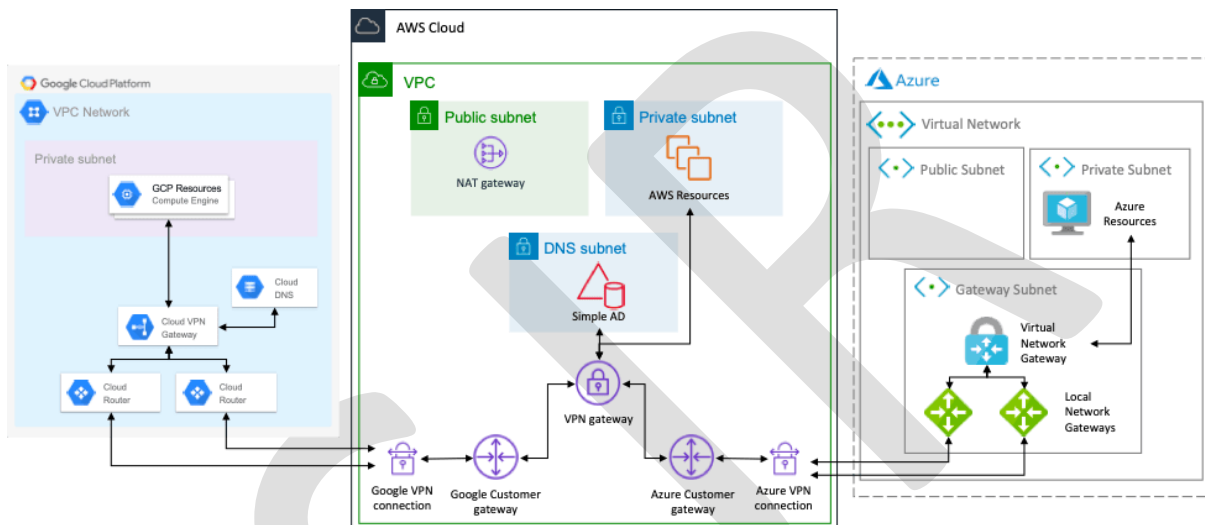 AWS Cloud
Google Cloud Platform
VPC Network
Private subnet
GCP Resources
Compute Engine
Cloud
DNS
Cloud VPN
Gateway
Cloud
Router
Cloud
Router
VPC
Public subnet
NAT gateway
Private subnet
AWS Resources
DNS subnet
Simple AD
VPN gateway
Google VPN
connection
Google Customer
gateway
Azure Customer
gateway
Azure VPN
connection
Azure
Virtual Network
Public Subnet
Private Subnet
Azure
Resources
Gateway Subnet
Virtual
Network
Gateway
Local
Network
Gateways